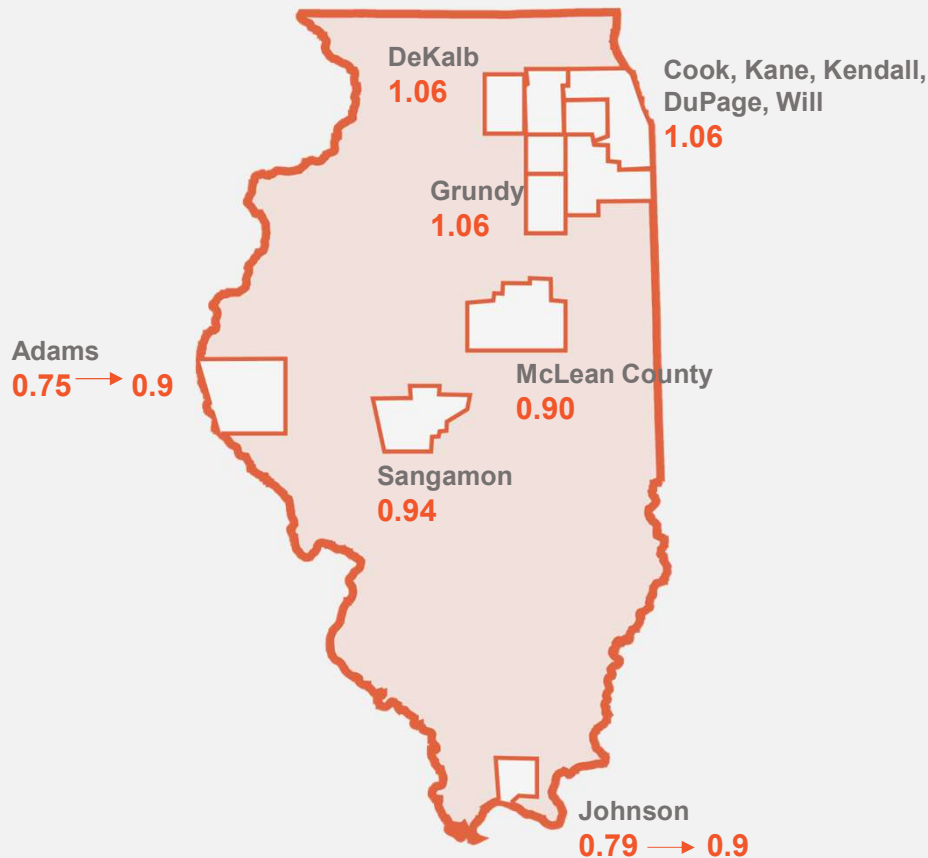 DeKalb
1.06
Cook, Kane, Kendall,
DuPage, Will
1.06
Grundy
1.06
Adams
0.75 → 0.9
McLean County
0.90
Sangamon
0.94
Johnson
0.79 → 0.9